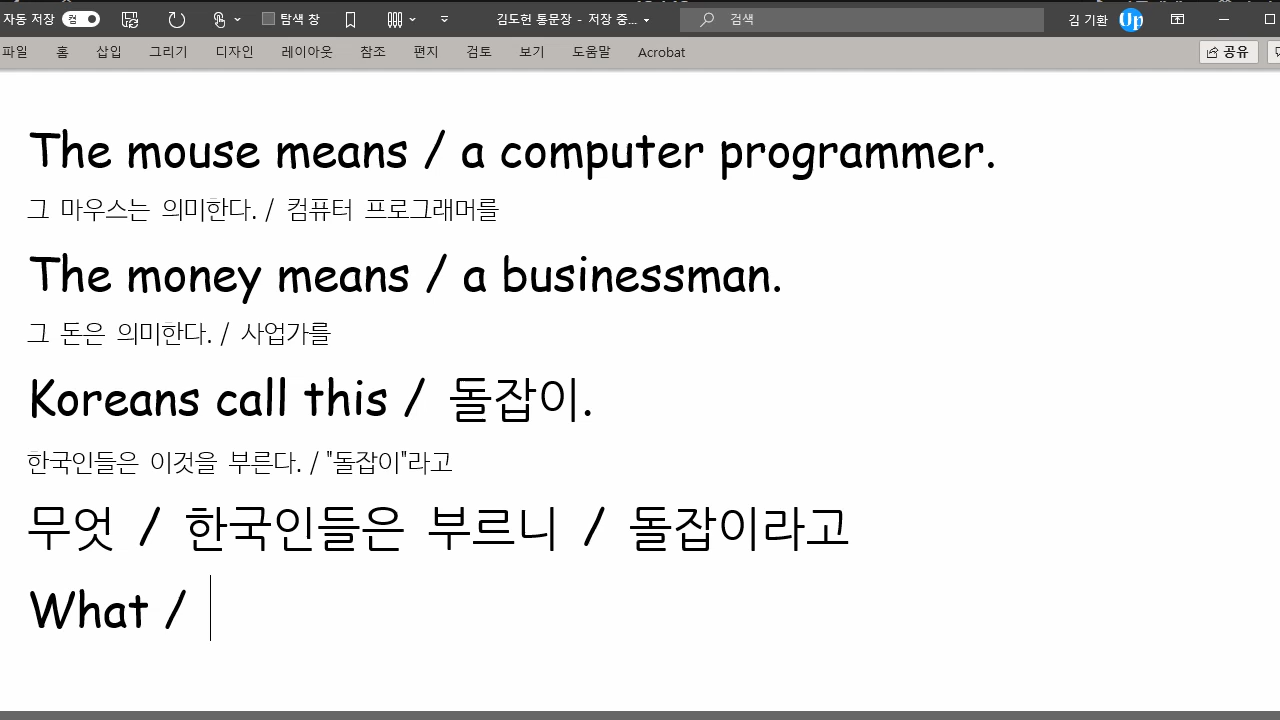 자동 저장 컴 탐색 창 김도헌 통문장 - 저장 중... 검색 김 기환 Up
파일 홈 삽입 그리기 디자인 레이아웃 참조 편지 검토 보기 도움말 Acrobat 공유
The mouse means / a computer programmer.
그 마우스는 의미한다. / 컴퓨터 프로그래머를
The money means / a businessman.
그 돈은 의미한다. / 사업가를
Koreans call this / 돌잡이.
한국인들은 이것을 부른다. / "돌잡이"라고
무엇 / 한국인들은 부르니 / 돌잡이라고
What /